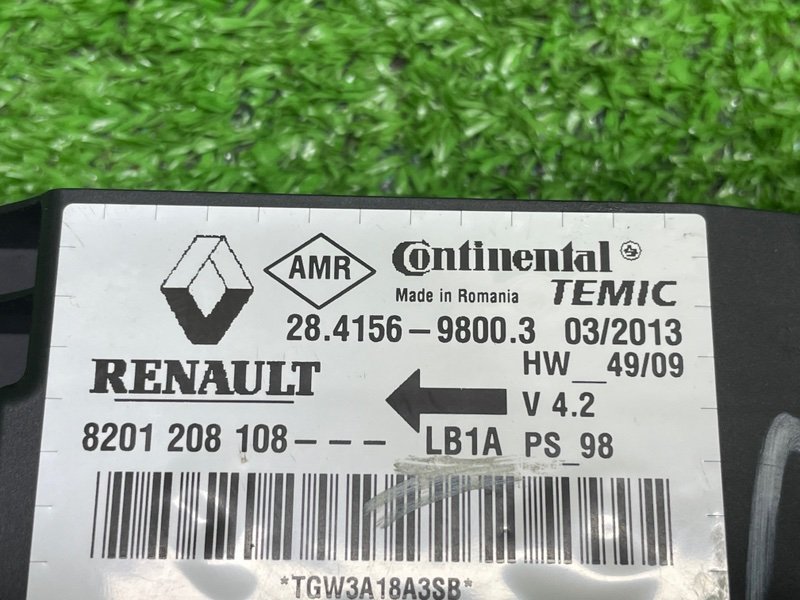 AMR Continental
Made in Romania TEMIC
28.4156-9800.3 03/2013
HW__49/09
RENAULT
V 4.2
8201 208 108--- LB1A PS_98
*TGW3A18A3SB*